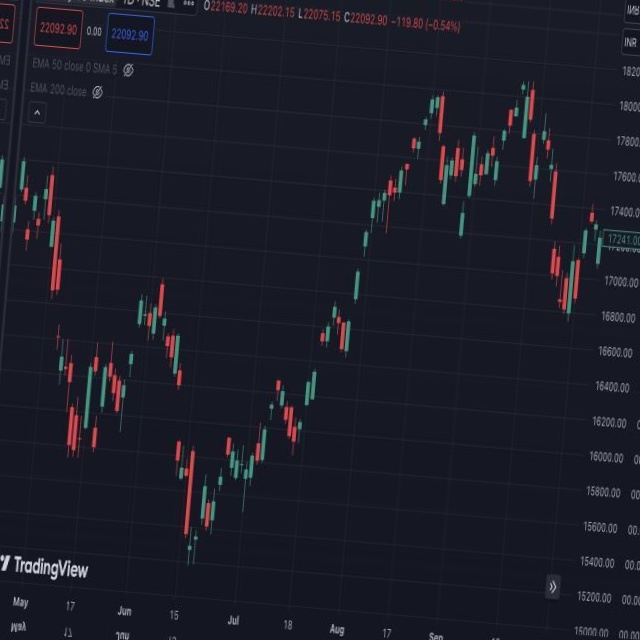 1D · NSE
O22169.20 H22202.15 L22075.15 C22092.90 −119.80 (−0.54%)
22092.90 0.00 22092.90
EMA 50 close 0 SMA 5
EMA 200 close
INR
18000.00
17800.00
17600.00
17400.00
17241.00
17000.00
16800.00
16600.00
16400.00
16200.00
16000.00
15800.00
15600.00
15400.00
15200.00
15000.00
TradingView
May 17 Jun 15 Jul 18 Aug 17 Sep